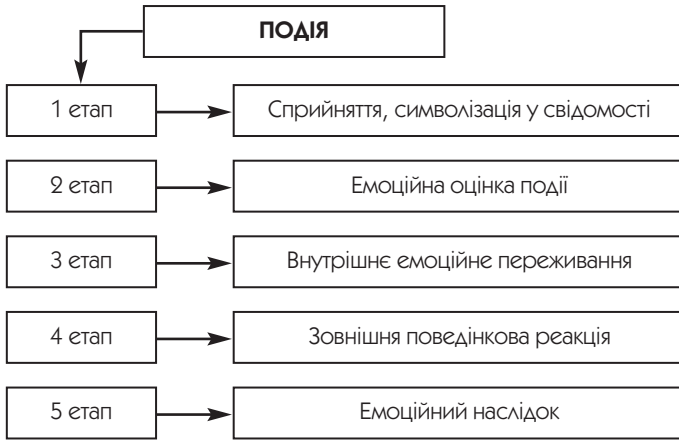 ПОДІЯ
1 етап
Сприйняття, символізація у свідомості
2 етап
Емоційна оцінка події
3 етап
Внутрішнє емоційне переживання
4 етап
Зовнішня поведінкова реакція
5 етап
Емоційний наслідок